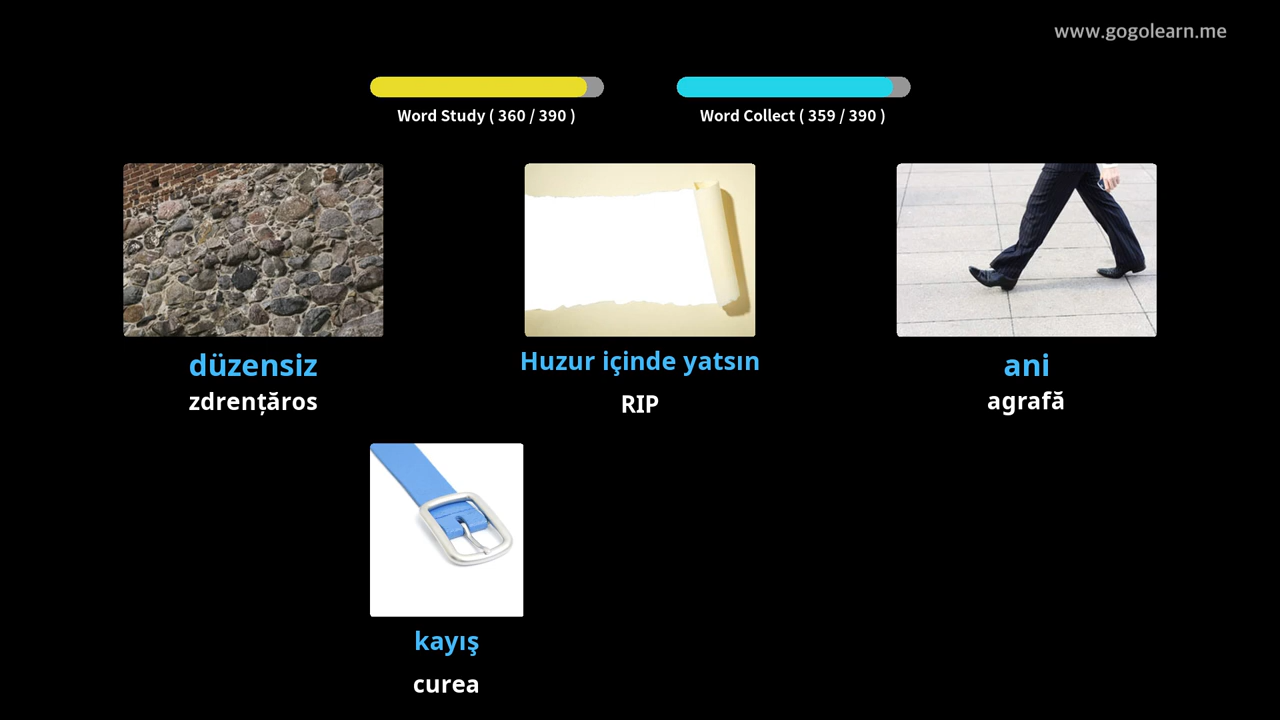 www.gogolearn.me
Word Study ( 360 / 390 )
Word Collect ( 359 / 390 )
düzensiz
zdrențăros
Huzur içinde yatsın
RIP
ani
agrafă
kayış
curea